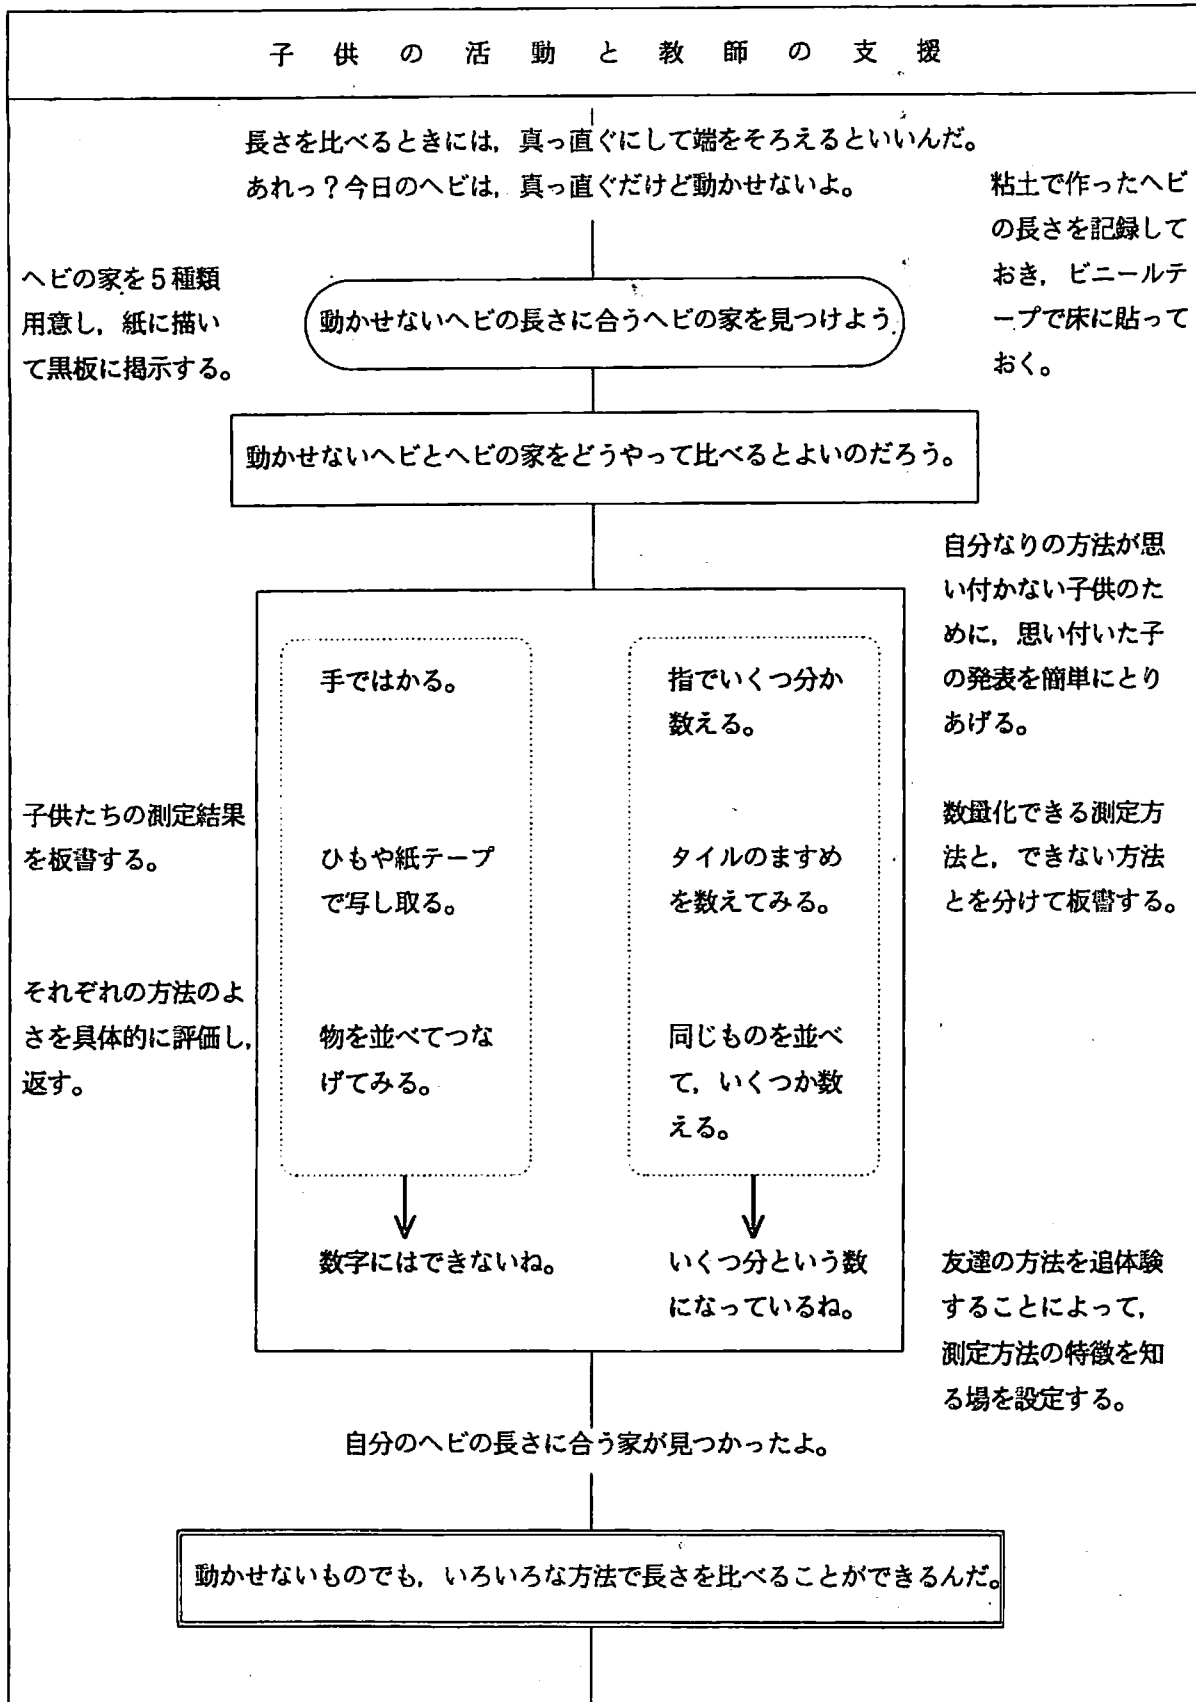 子供の活動と教師の支援
長さを比べるときには，真っ直ぐにして端をそろえるといいんだ。
あれっ？今日のヘビは，真っ直ぐだけど動かせないよ。
粘土で作ったヘビ
の長さを記録して
おき，ビニールテ
ープで床に貼って
おく。
ヘビの家を５種類
用意し，紙に描い
て黒板に掲示する。
動かせないヘビの長さに合うヘビの家を見つけよう
動かせないヘビとヘビの家をどうやって比べるとよいのだろう。
自分なりの方法が思
い付かない子供のた
めに，思い付いた子
の発表を簡単にとり
あげる。
手ではかる。
指でいくつ分か
数える。
子供たちの測定結果
を板書する。
ひもや紙テープ
で写し取る。
タイルのますめ
を数えてみる。
数量化できる測定方
法と，できない方法
とを分けて板書する。
それぞれの方法のよ
さを具体的に評価し，
返す。
物を並べてつな
げてみる。
同じものを並べ
て，いくつか数
える。
数字にはできないね。
いくつ分という数
になっているね。
友達の方法を追体験
することによって，
測定方法の特徴を知
る場を設定する。
自分のヘビの長さに合う家が見つかったよ。
動かせないものでも，いろいろな方法で長さを比べることができるんだ。